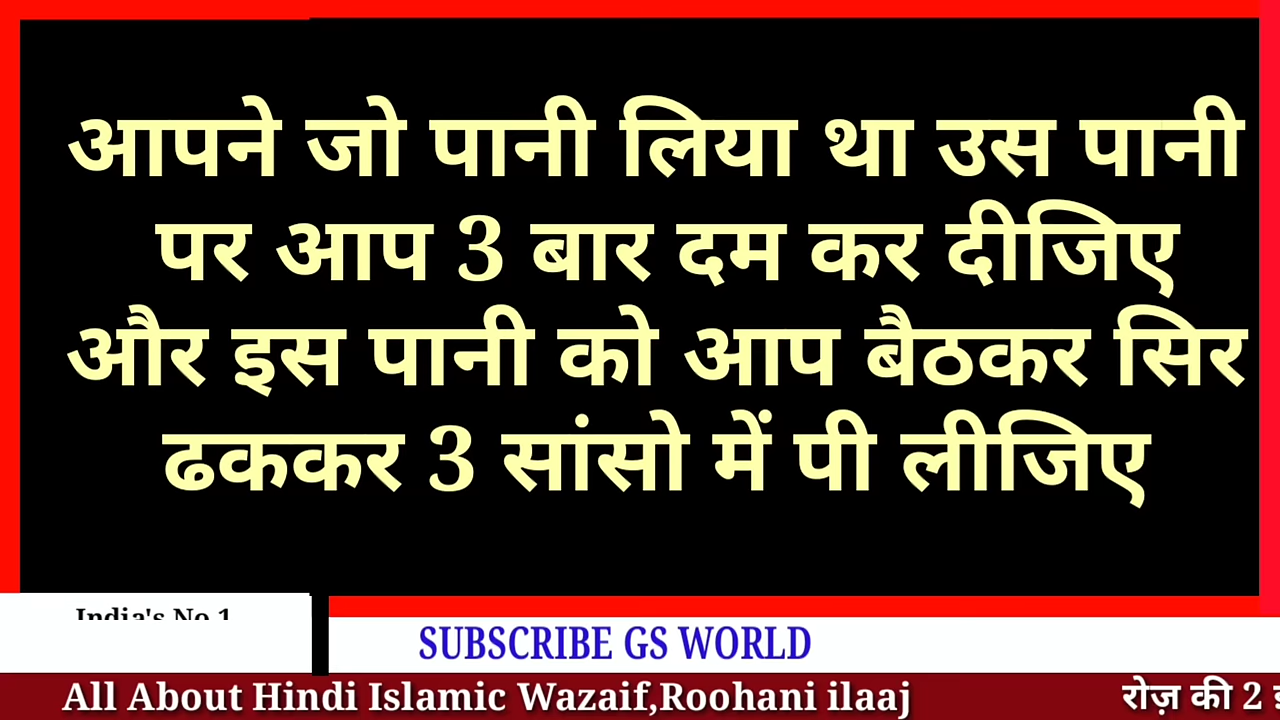 आपने जो पानी लिया था उस पानी
पर आप 3 बार दम कर दीजिए
और इस पानी को आप बैठकर सिर
ढककर 3 सांसो में पी लीजिए
India's No 1
SUBSCRIBE GS WORLD
All About Hindi Islamic Wazaif,Roohani ilaaj
रोज़ की 2